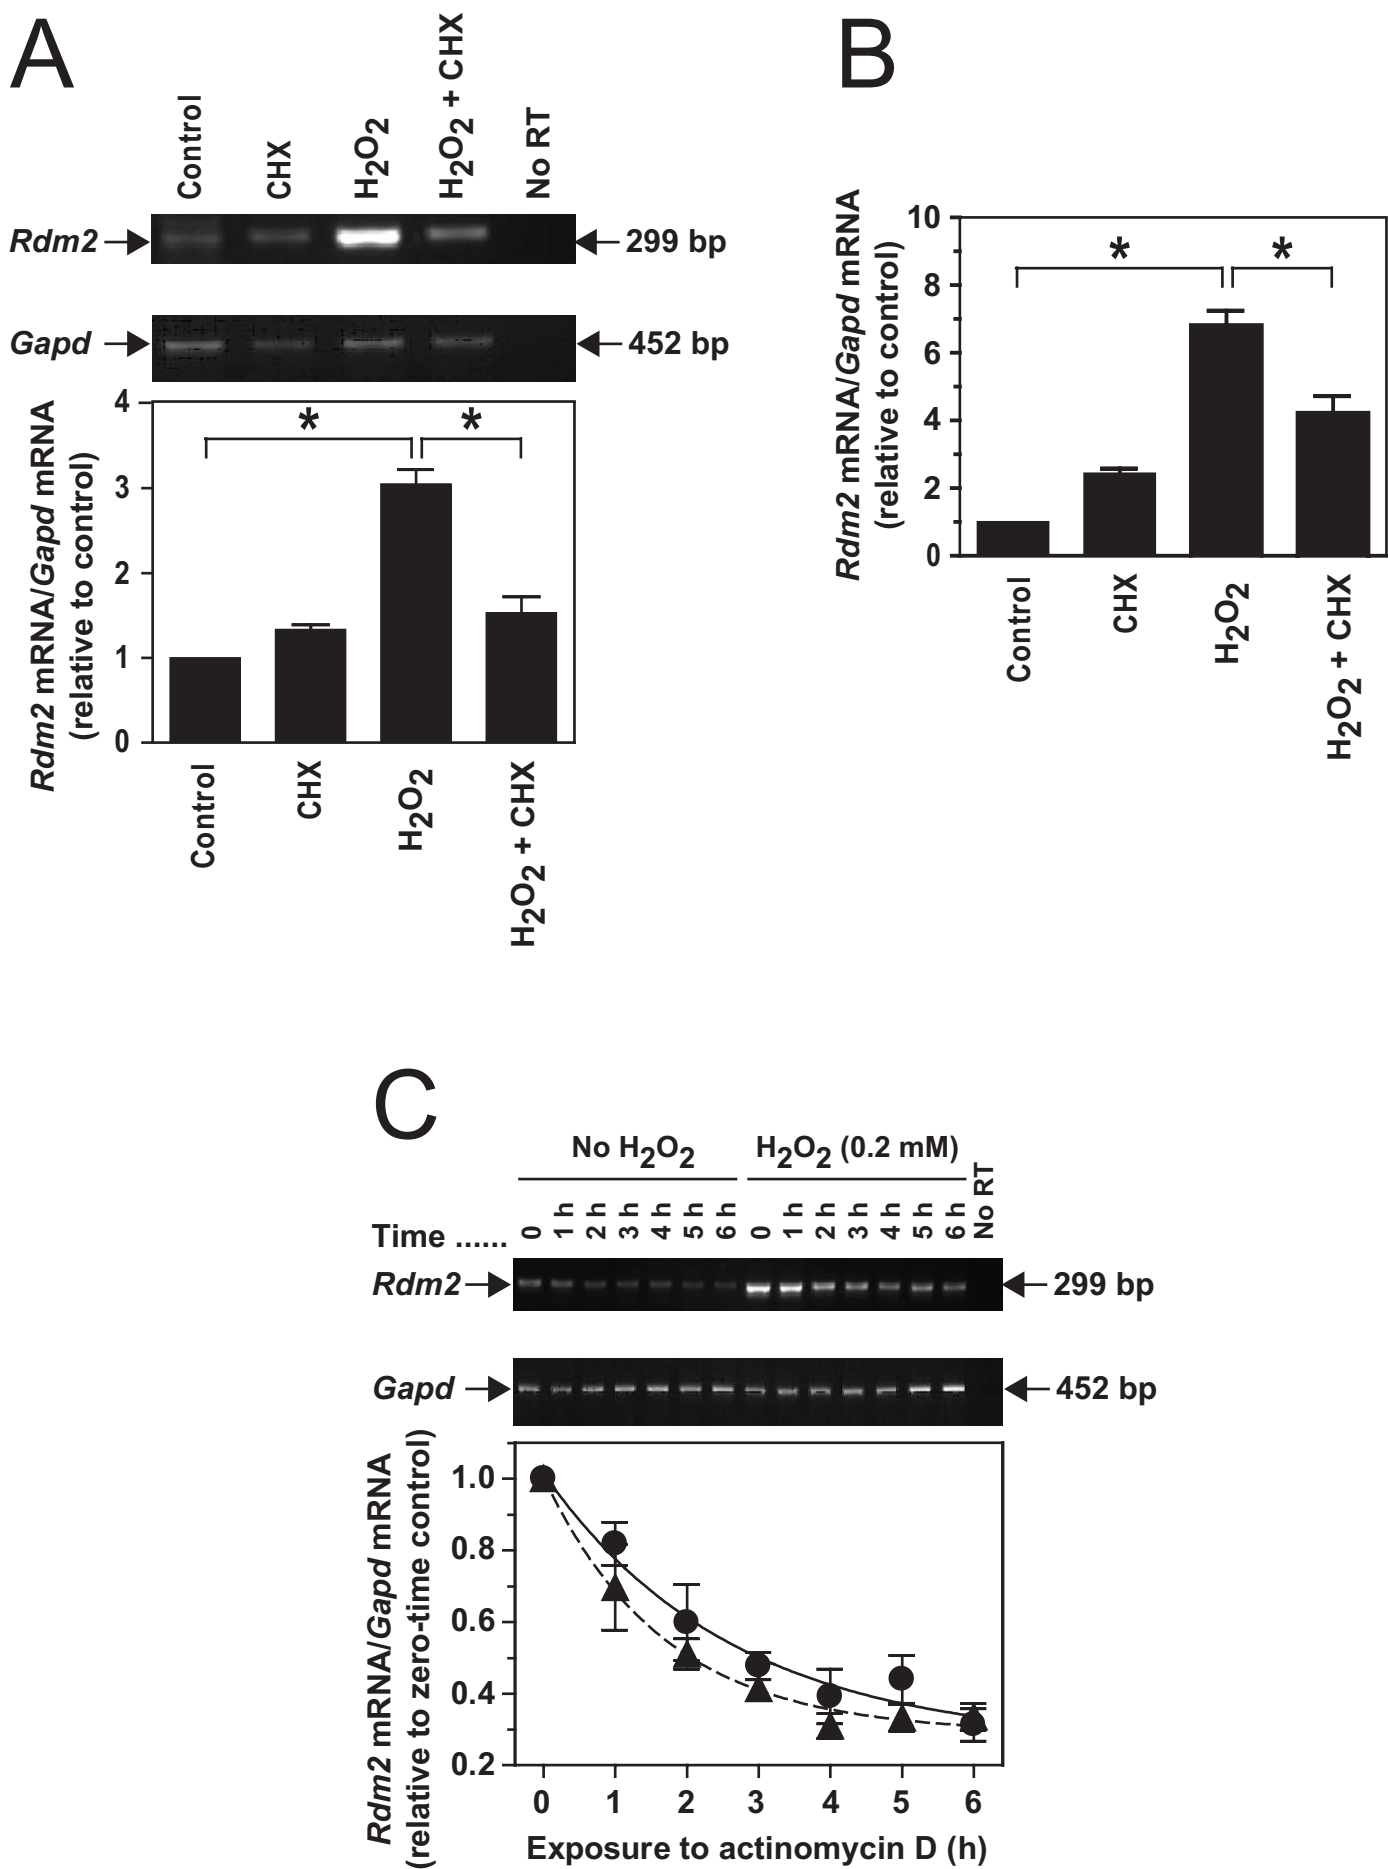 A
Control
CHX
H2O2
H2O2 + CHX
No RT
Rdm2
299 bp
Gapd
452 bp
Rdm2 mRNA/Gapd mRNA
(relative to control)
4
3
2
1
0
*
*
Control
CHX
H2O2
H2O2 + CHX
B
Rdm2 mRNA/Gapd mRNA
(relative to control)
10
8
6
4
2
0
*
*
Control
CHX
H2O2
H2O2 + CHX
C
No H2O2
H2O2 (0.2 mM)
No RT
Time ......
0
1 h
2 h
3 h
4 h
5 h
6 h
0
1 h
2 h
3 h
4 h
5 h
6 h
Rdm2
299 bp
Gapd
452 bp
Rdm2 mRNA/Gapd mRNA
(relative to zero-time control)
1.0
0.8
0.6
0.4
0.2
0 1 2 3 4 5 6
Exposure to actinomycin D (h)